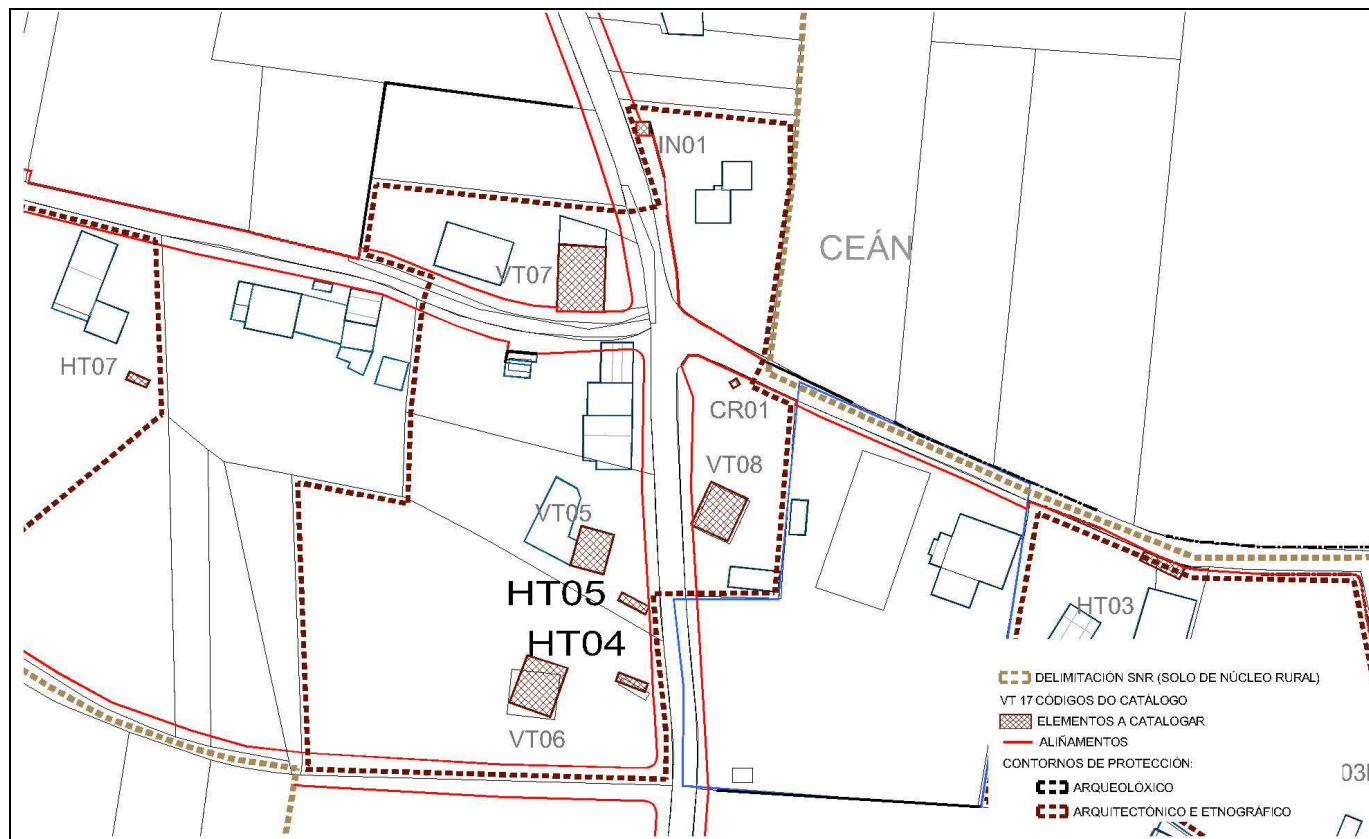 IN01
CEÁN
VT07
HT07
CR01
VT08
VT05
HT05
HT03
HT04
VT06
DELIMITACIÓN SNR (SOLO DE NÚCLEO RURAL)
VT 17 CÓDIGOS DO CATÁLOGO
ELEMENTOS A CATALOGAR
ALIÑAMENTOS
CONTORNOS DE PROTECCIÓN:
ARQUEOLÓXICO
ARQUITECTÓNICO E ETNOGRÁFICO